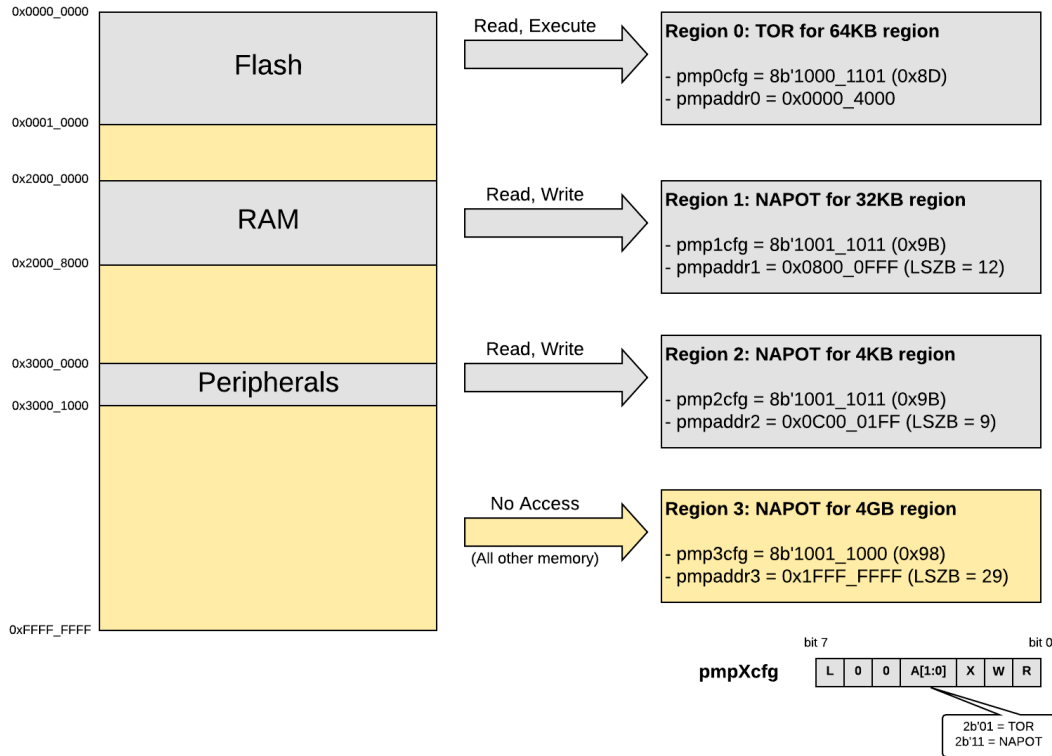 0x0000_0000
Flash
0x0001_0000
0x2000_0000
RAM
0x2000_8000
0x3000_0000
Peripherals
0x3000_1000
0xFFFF_FFFF
Read, Execute
Region 0: TOR for 64KB region
- pmp0cfg = 8b'1000_1101 (0x8D)
- pmpaddr0 = 0x0000_4000
Read, Write
Region 1: NAPOT for 32KB region
- pmp1cfg = 8b'1001_1011 (0x9B)
- pmpaddr1 = 0x0800_0FFF (LSZB = 12)
Read, Write
Region 2: NAPOT for 4KB region
- pmp2cfg = 8b'1001_1011 (0x9B)
- pmpaddr2 = 0x0C00_01FF (LSZB = 9)
No Access
(All other memory)
Region 3: NAPOT for 4GB region
- pmp3cfg = 8b'1001_1000 (0x98)
- pmpaddr3 = 0x1FFF_FFFF (LSZB = 29)
bit 7 bit 0
pmpXcfg L 0 0 A[1:0] X W R
2b'01 = TOR
2b'11 = NAPOT